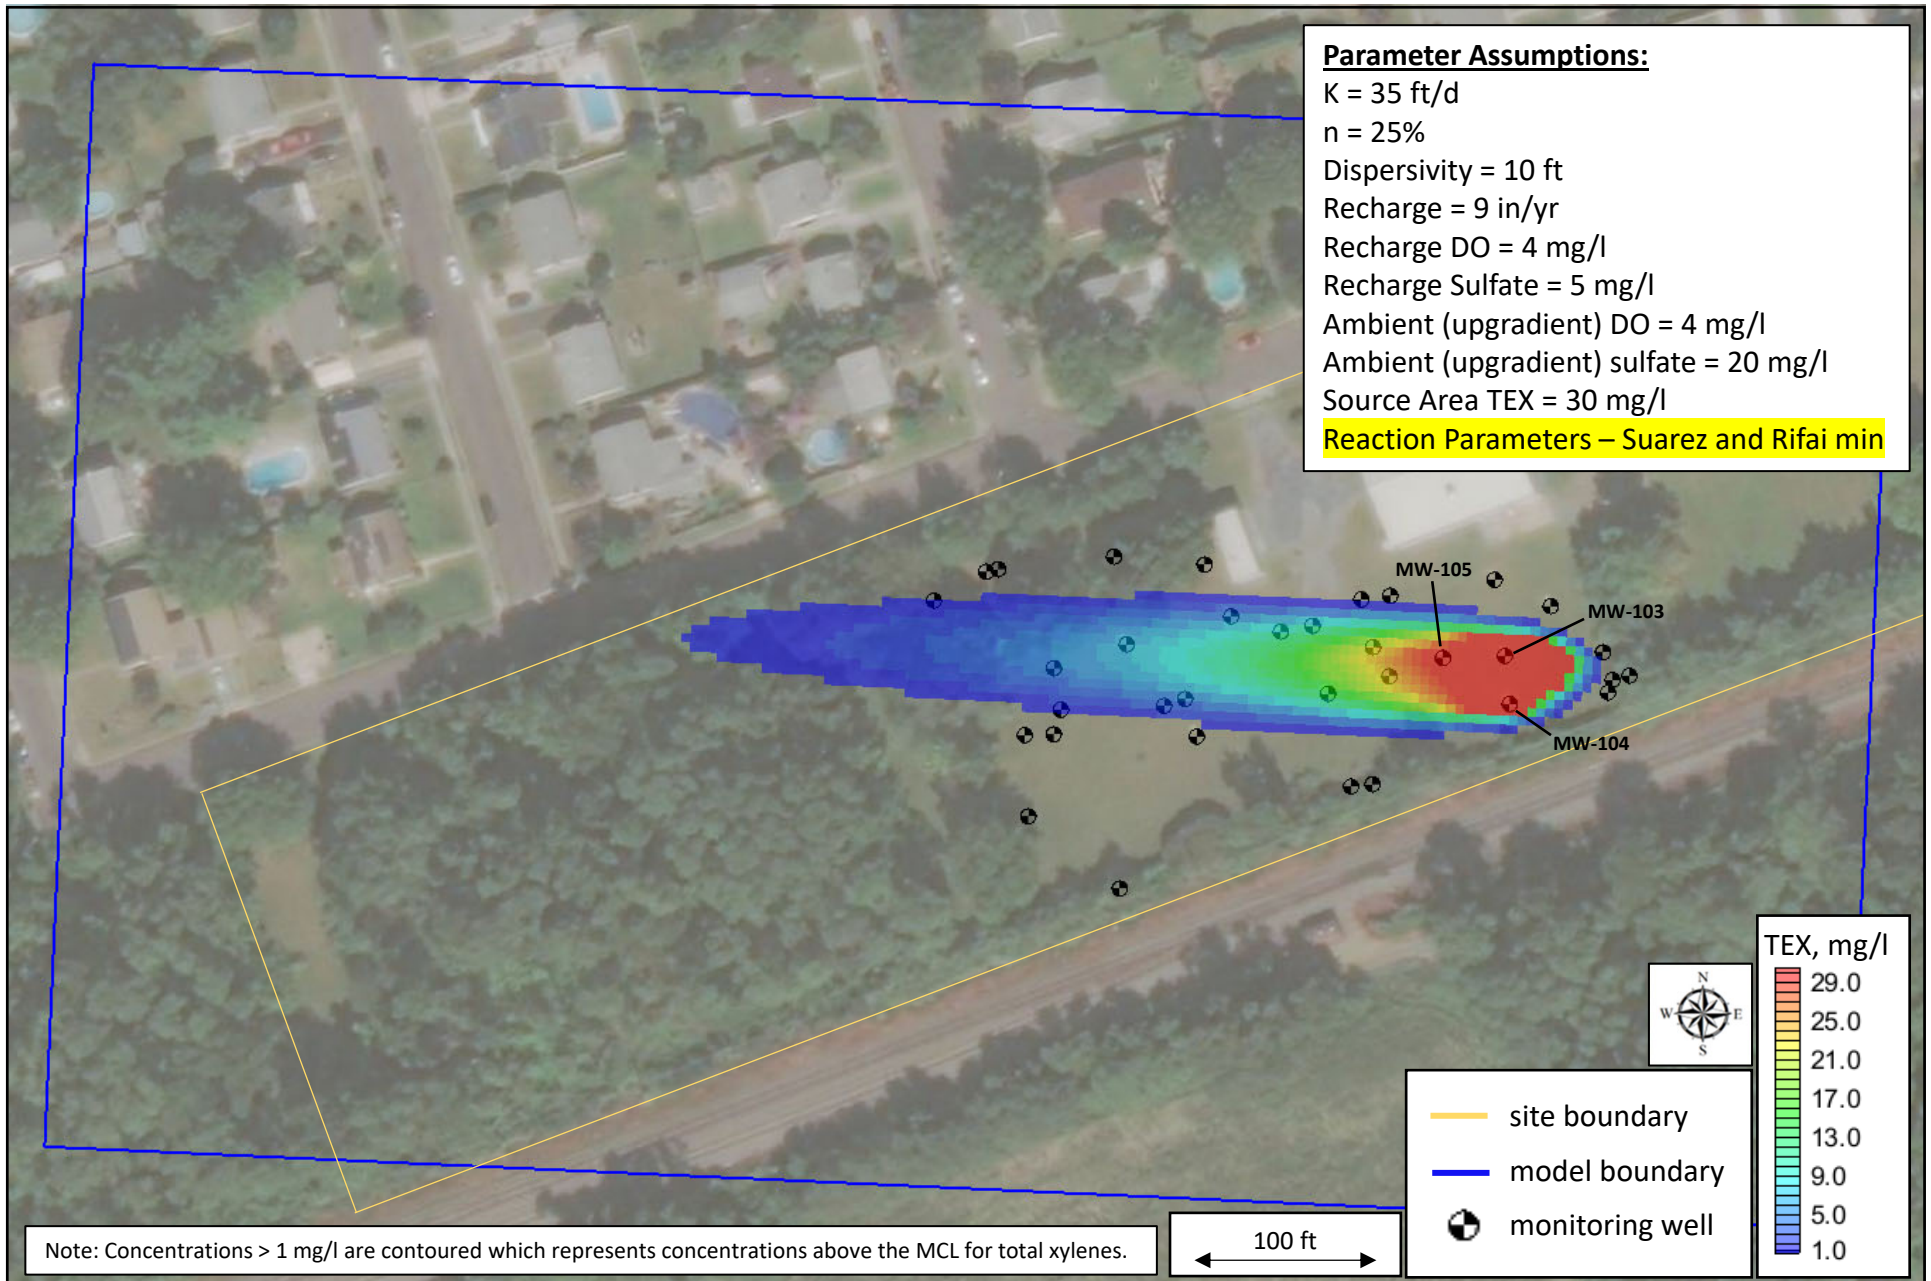 Parameter Assumptions:
K = 35 ft/d
n = 25%
Dispersivity = 10 ft
Recharge = 9 in/yr
Recharge DO = 4 mg/l
Recharge Sulfate = 5 mg/l
Ambient (upgradient) DO = 4 mg/l
Ambient (upgradient) sulfate = 20 mg/l
Source Area TEX = 30 mg/l
Reaction Parameters – Suarez and Rifai min
MW-105
MW-103
MW-104
TEX, mg/l
29.0
25.0
21.0
17.0
13.0
9.0
5.0
1.0
N
W E
S
site boundary
model boundary
monitoring well
100 ft
Note: Concentrations > 1 mg/l are contoured which represents concentrations above the MCL for total xylenes.